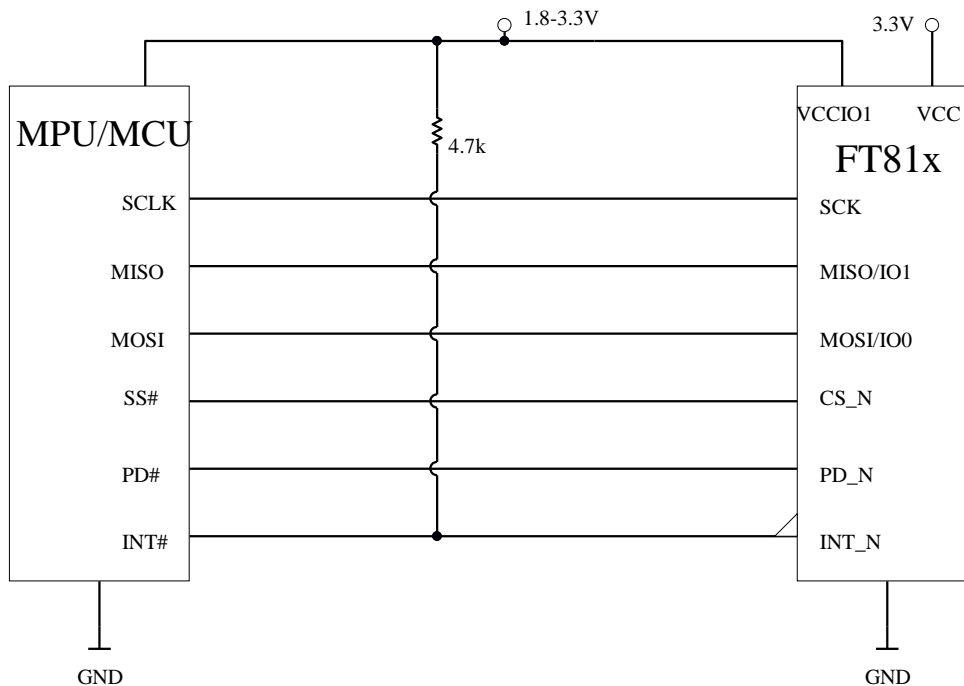 1.8-3.3V
3.3V
MPU/MCU
VCCIO1 VCC
FT81x
4.7k
SCLK
SCK
MISO
MISO/IO1
MOSI
MOSI/IO0
SS#
CS_N
PD#
PD_N
INT#
INT_N
GND
GND